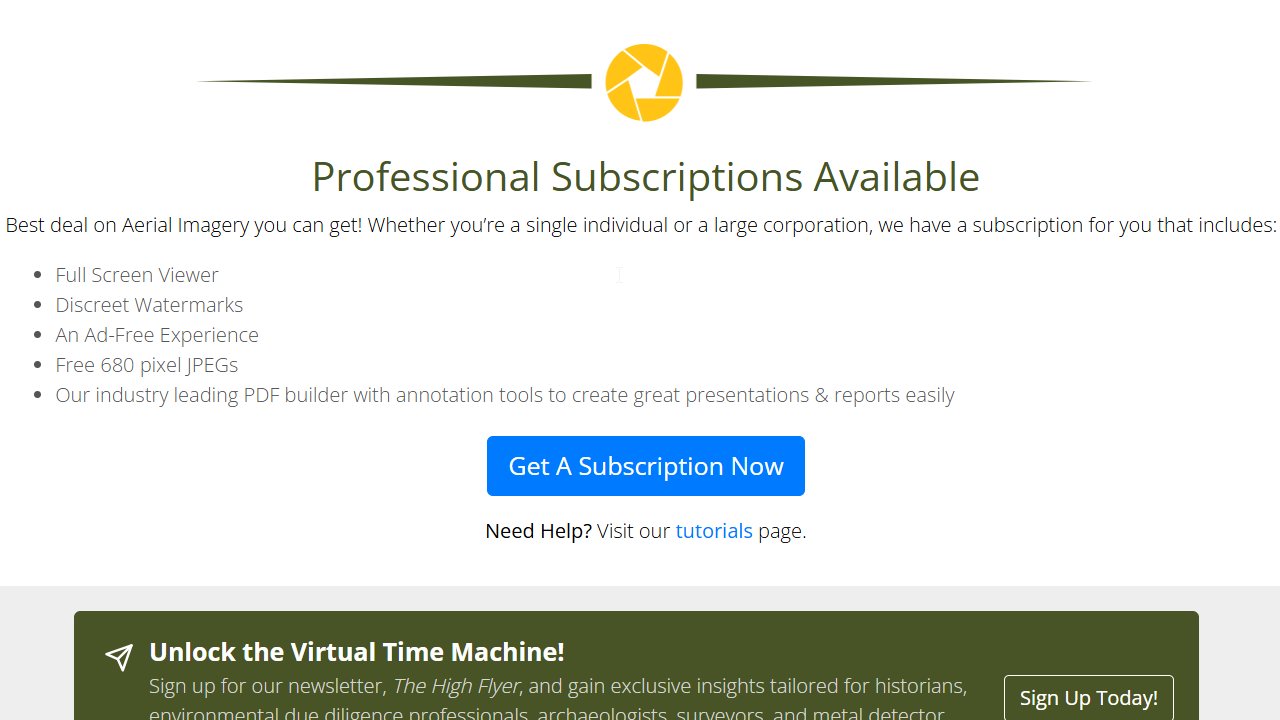 Professional Subscriptions Available
Best deal on Aerial Imagery you can get! Whether you’re a single individual or a large corporation, we have a subscription for you that includes:
Full Screen Viewer
Discreet Watermarks
An Ad-Free Experience
Free 680 pixel JPEGs
Our industry leading PDF builder with annotation tools to create great presentations & reports easily
Get A Subscription Now
Need Help? Visit our tutorials page.
Unlock the Virtual Time Machine!
Sign up for our newsletter, The High Flyer, and gain exclusive insights tailored for historians,
environmental due diligence professionals, archaeologists, surveyors, and metal detector
Sign Up Today!